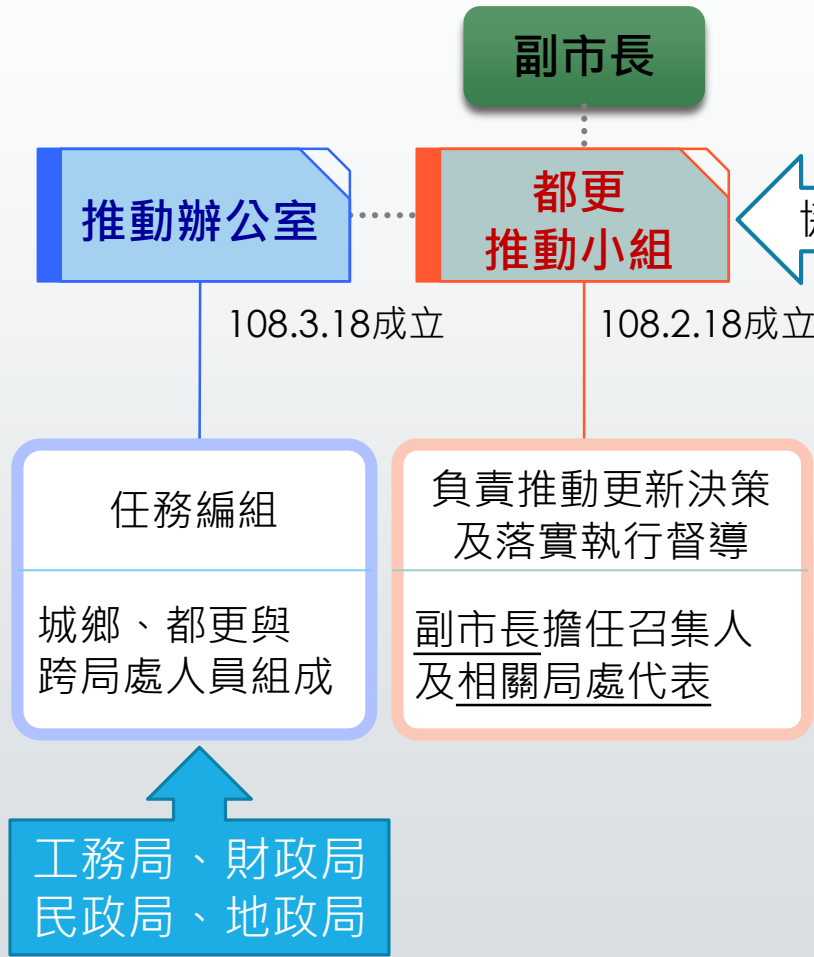 副市長
推動辦公室
都更
推動小組
108.3.18成立
108.2.18成立
任務編組
城鄉、都更與
跨局處人員組成
負責推動更新決策
及落實執行督導
副市長擔任召集人
及相關局處代表
工務局、財政局
民政局、地政局